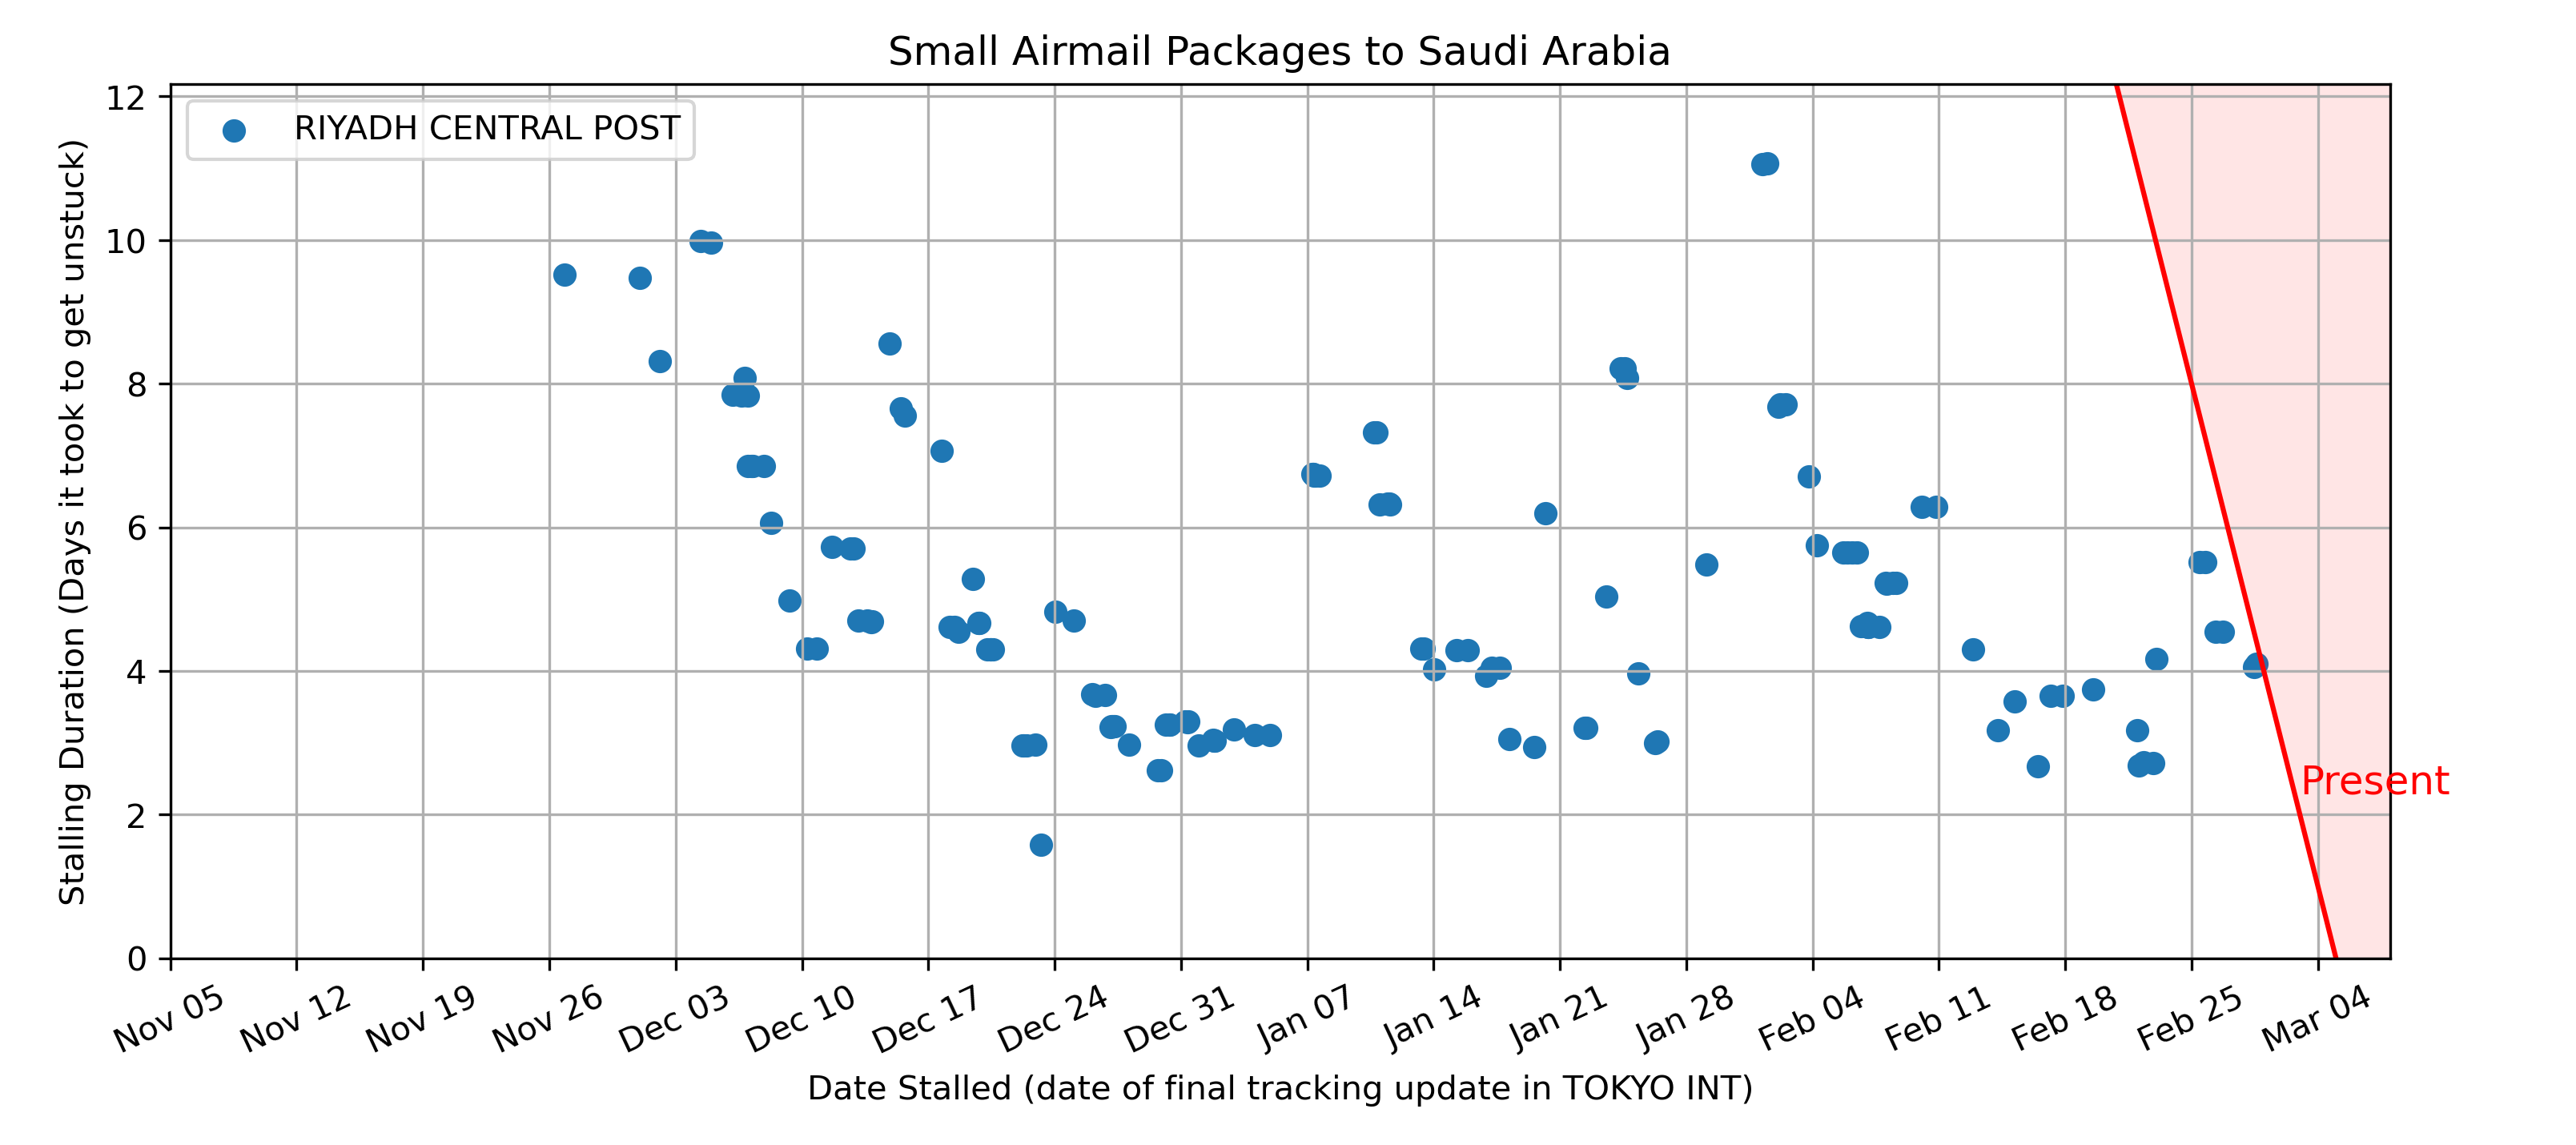 Small Airmail Packages to Saudi Arabia
RIYADH CENTRAL POST
Stalling Duration (Days it took to get unstuck)
12
10
8
6
4
2
0
Present
Nov 05
Nov 12
Nov 19
Nov 26
Dec 03
Dec 10
Dec 17
Dec 24
Dec 31
Jan 07
Jan 14
Jan 21
Jan 28
Feb 04
Feb 11
Feb 18
Feb 25
Mar 04
Date Stalled (date of final tracking update in TOKYO INT)